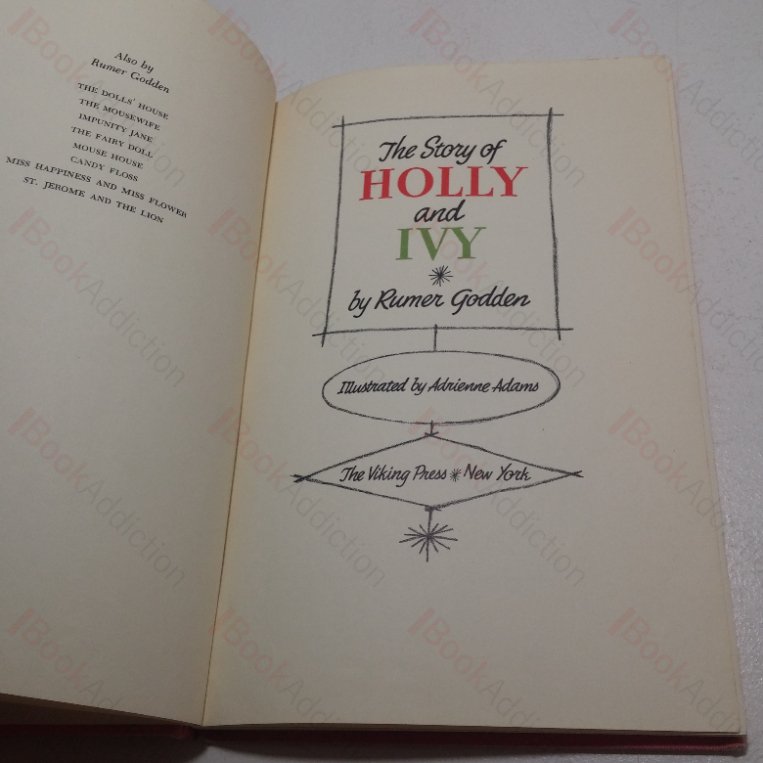 Also by
Rumer Godden
THE DOLLS' HOUSE
THE MOUSEWIFE
IMPUNITY JANE
THE FAIRY DOLL
MOUSE HOUSE
CANDY FLOSS
MISS HAPPINESS AND MISS FLOWER
ST. JEROME AND THE LION
The Story of
HOLLY
and
IVY
by Rumer Godden
Illustrated by Adrienne Adams
The Viking Press * New York
BookAddiction